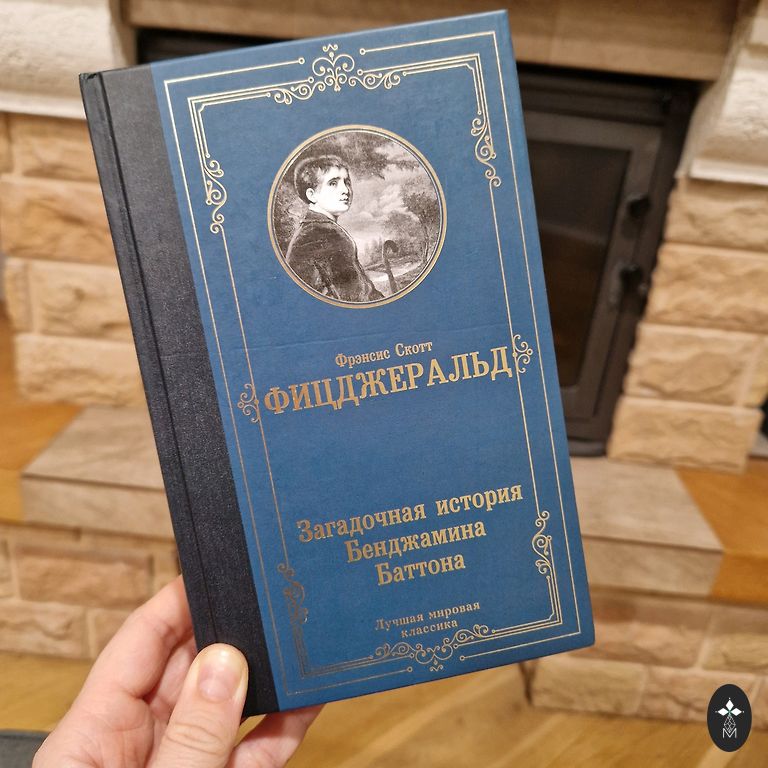 Фрэнсис Скотт
ФИЦДЖЕРАЛЬД
Загадочная история
Бенджамина
Баттона
Лучшая мировая
классика
M